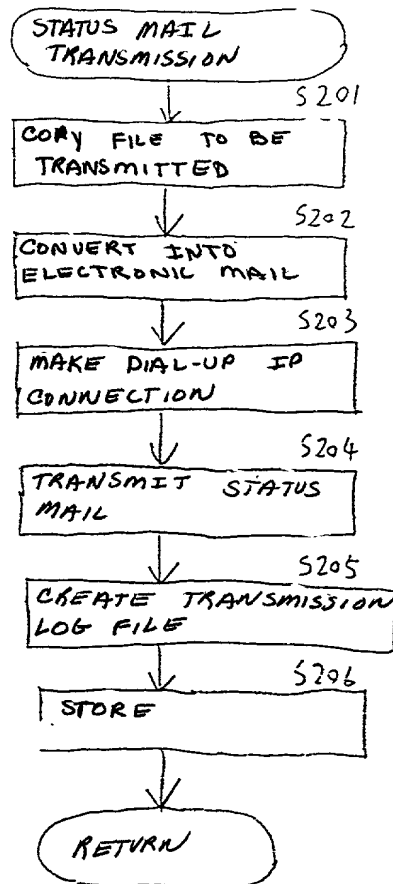 STATUS MAIL
TRANSMISSION
S201
COPY FILE TO BE
TRANSMITTED
S202
CONVERT INTO
ELECTRONIC MAIL
S203
MAKE DIAL-UP IP
CONNECTION
S204
TRANSMIT STATUS
MAIL
S205
CREATE TRANSMISSION
LOG FILE
S206
STORE
RETURN